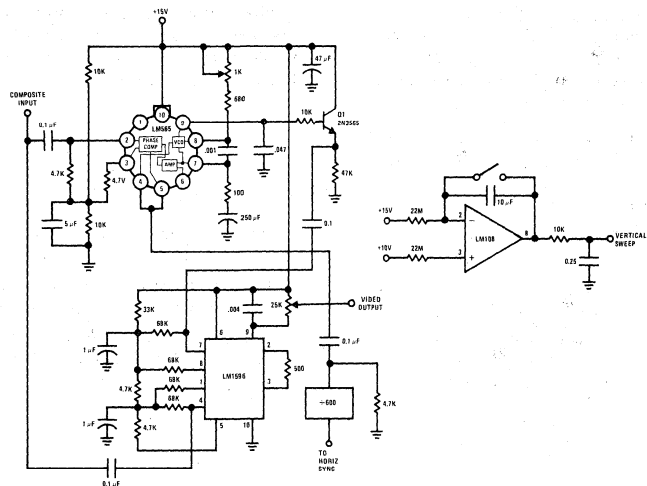 +15V
10K
1K
47 µF
COMPOSITE
INPUT
680
10K
Q1
2N2565
0.1 µF
1
10
9
LM565
2
PHASE
COMP
VCO
8
.001
.047
3
AMP
7
4
5
6
4.7K
4.7V
47K
100
5 µF
10K
250 µF
0.1
10 µF
+15V
22M
2
LM108
8
10K
VERTICAL
SWEEP
+10V
22M
3
0.25
33K
.004
25K
VIDEO
OUTPUT
68K
6
9
1 µF
7
2
0.1 µF
68K
8
LM1596
500
68K
4.7K
1
3
68K
4
÷600
4.7K
1 µF
4.7K
5
10
TO
HORIZ
SYNC
0.1 µF